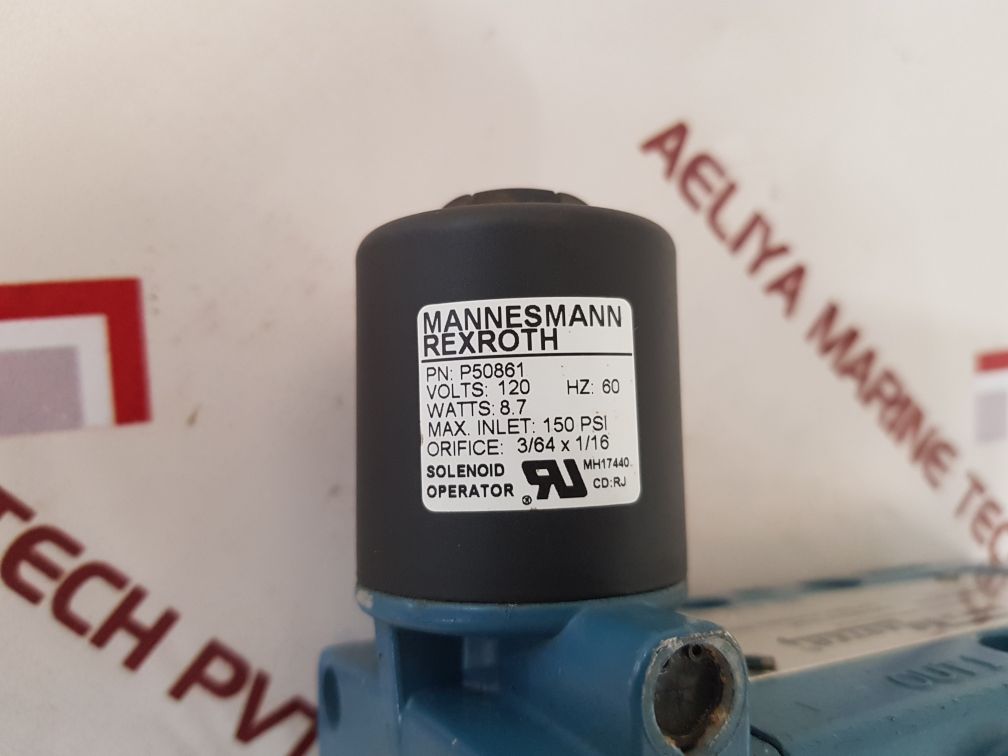 MANNESMANN
REXROTH
PN: P50861
VOLTS: 120 HZ: 60
WATTS: 8.7
MAX. INLET: 150 PSI
ORIFICE: 3/64 x 1/16
SOLENOID
OPERATOR
®
MH17440
CD:RJ
AELIYA MARINE TEC
TECH PVT